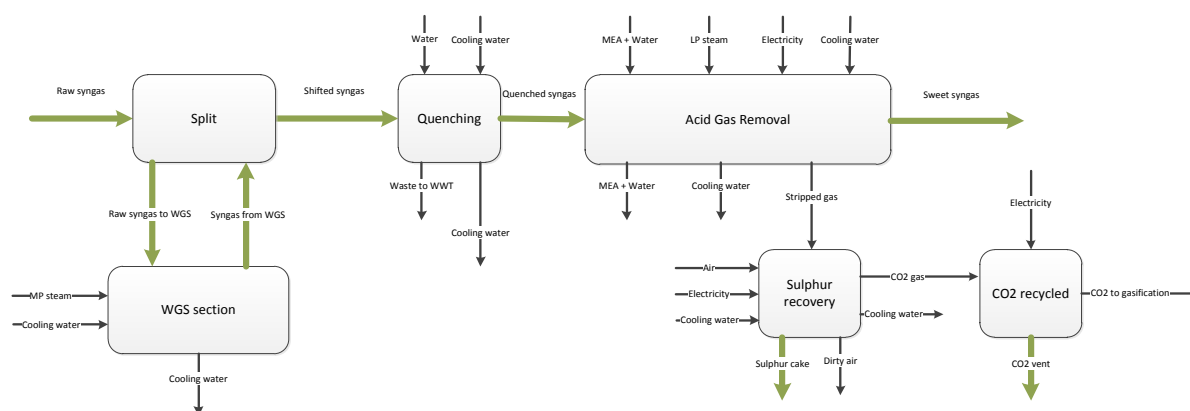 Water
Cooling water
MEA + Water
LP steam
Electricity
Cooling water
Raw syngas
Split
Shifted syngas
Quenching
Quenched syngas
Acid Gas Removal
Sweet syngas
Waste to WWT
MEA + Water
Cooling water
Stripped gas
Electricity
Raw syngas to WGS
Syngas from WGS
Cooling water
Air
Electricity
Cooling water
Sulphur
recovery
CO2 gas
Cooling water
CO2 recycled
CO2 to gasification
MP steam
Cooling water
WGS section
Cooling water
Sulphur cake
Dirty air
CO2 vent